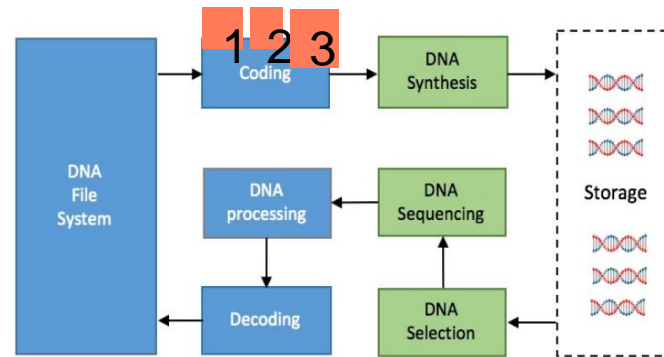 1 2 3
Coding
DNA
Synthesis
DNA
File
System
DNA
processing
DNA
Sequencing
Storage
Decoding
DNA
Selection